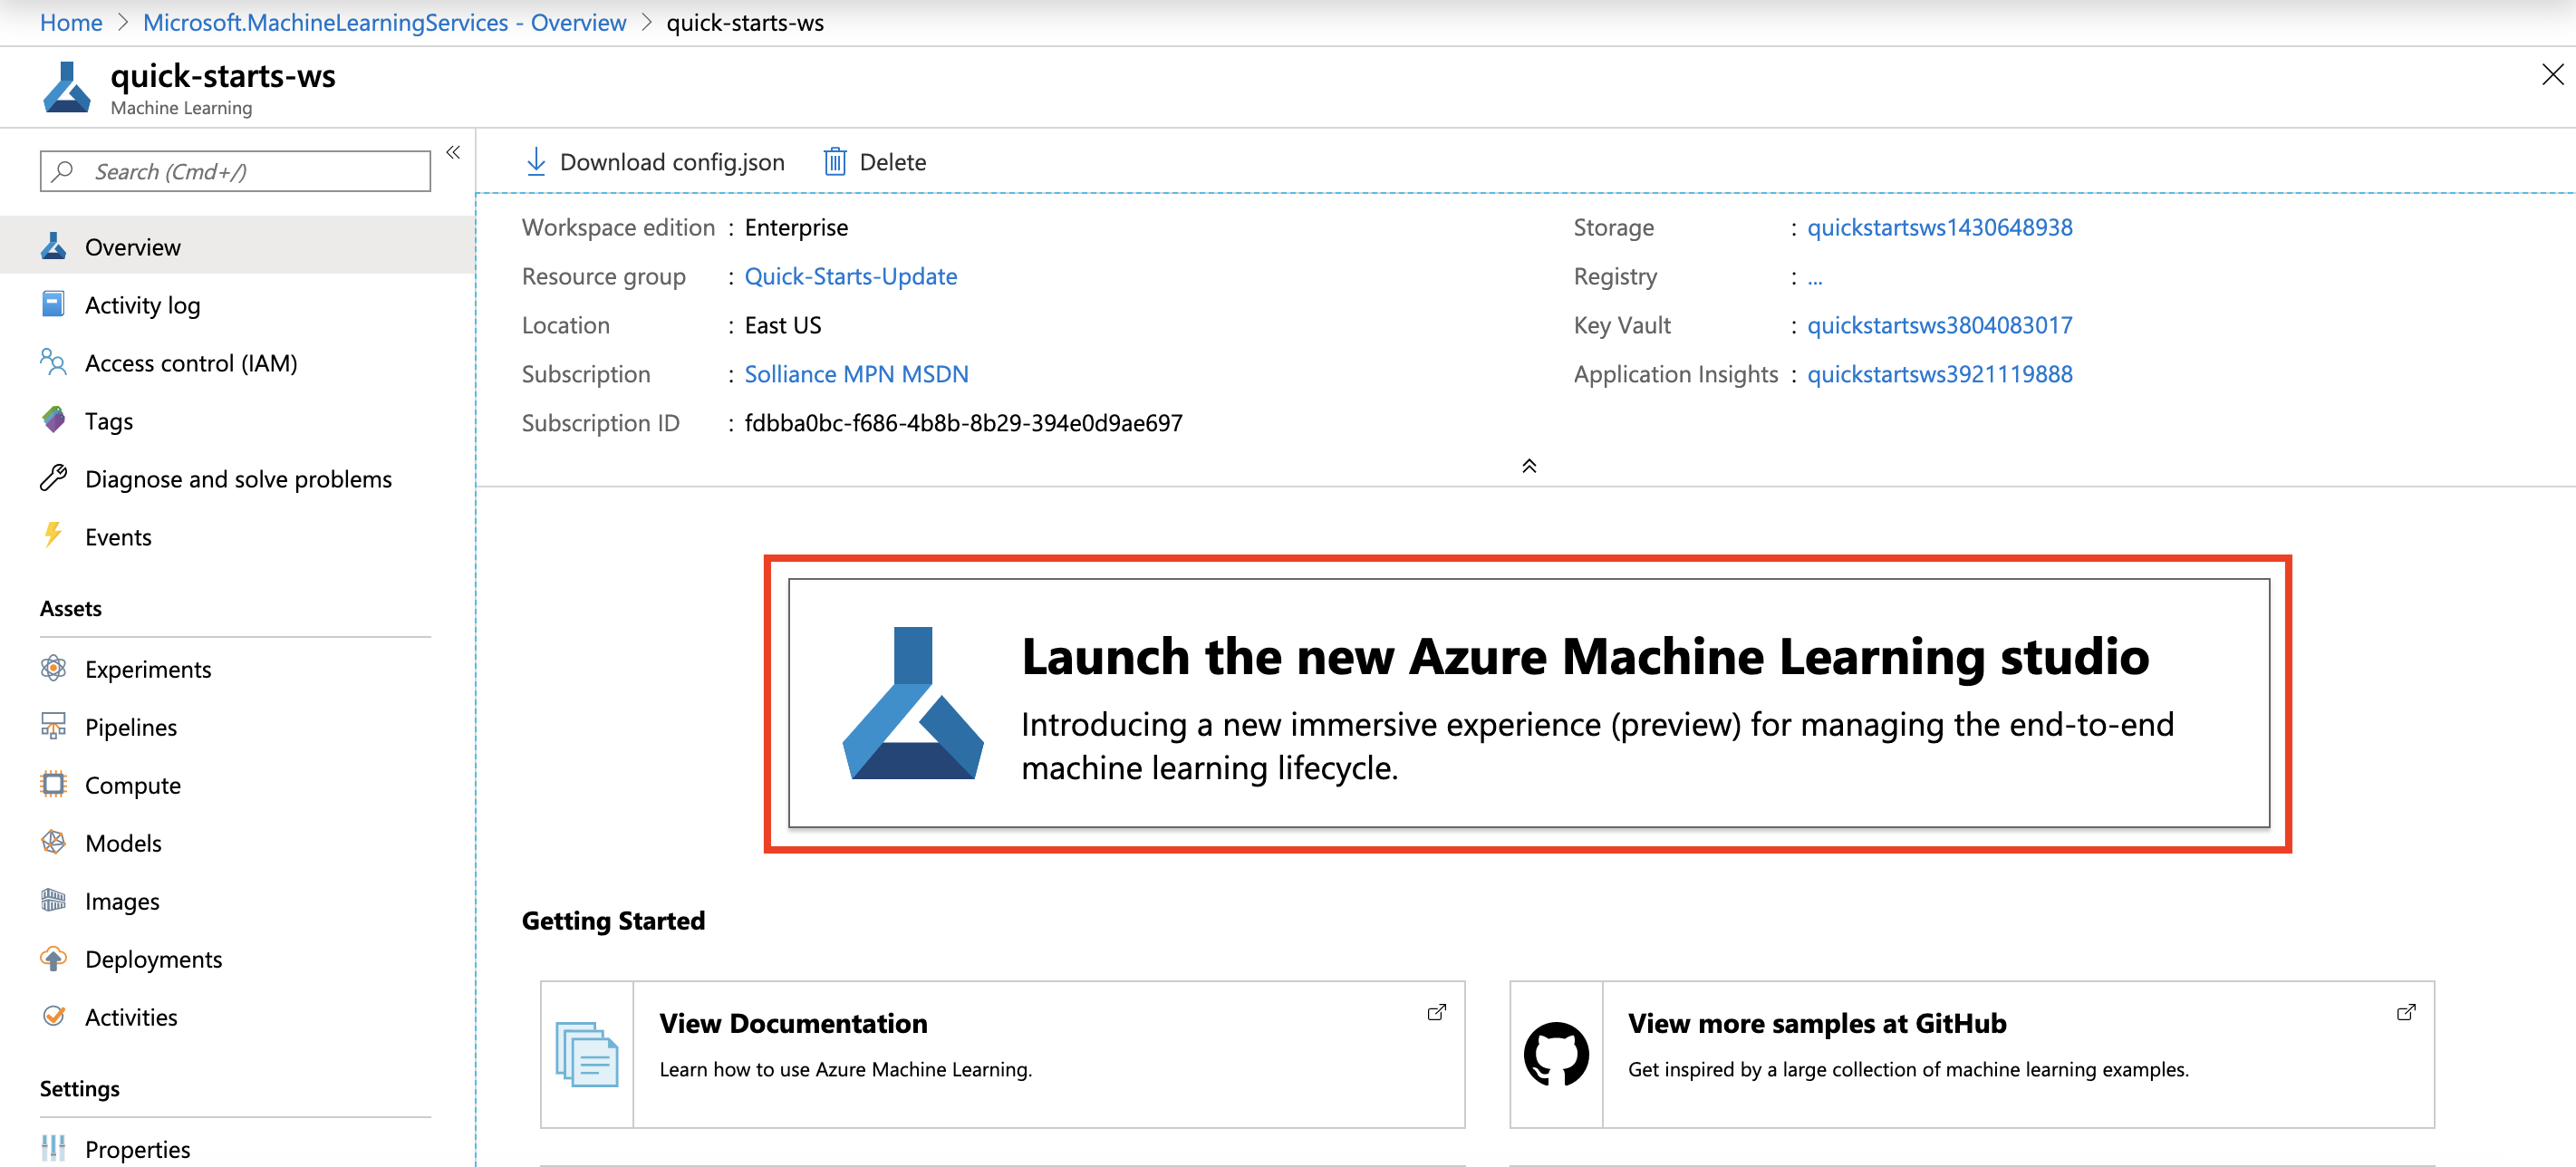 Home > Microsoft.MachineLearningServices - Overview > quick-starts-ws
quick-starts-ws
Machine Learning
Search (Cmd+/)
«
Overview
Activity log
Access control (IAM)
Tags
Diagnose and solve problems
Events
Assets
Experiments
Pipelines
Compute
Models
Images
Deployments
Activities
Settings
Properties
Download config.json
Delete
Workspace edition : Enterprise
Resource group : Quick-Starts-Update
Location : East US
Subscription : Solliance MPN MSDN
Subscription ID : fdbba0bc-f686-4b8b-8b29-394e0d9ae697
Storage : quickstartsws1430648938
Registry : ...
Key Vault : quickstartsws3804083017
Application Insights : quickstartsws3921119888
Launch the new Azure Machine Learning studio
Introducing a new immersive experience (preview) for managing the end-to-end
machine learning lifecycle.
Getting Started
View Documentation
Learn how to use Azure Machine Learning.
View more samples at GitHub
Get inspired by a large collection of machine learning examples.